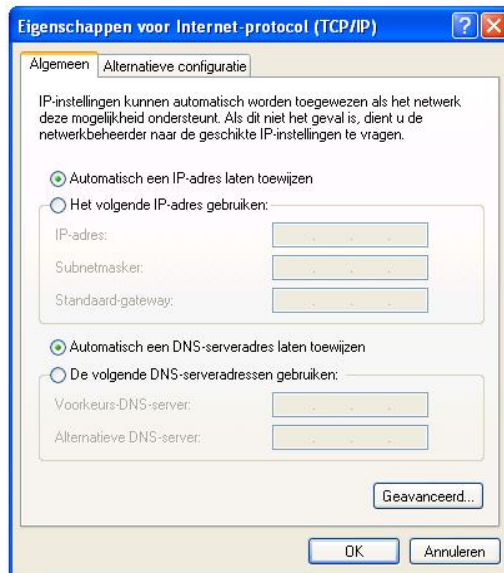 Eigenschappen voor Internet-protocol (TCP/IP)
Algemeen
Alternatieve configuratie
IP-instellingen kunnen automatisch worden toegewezen als het netwerk
deze mogelijkheid ondersteunt. Als dit niet het geval is, dient u de
netwerkbeheerder naar de geschikte IP-instellingen te vragen.
Automatisch een IP-adres laten toewijzen
Het volgende IP-adres gebruiken:
IP-adres:
Subnetmasker:
Standaard-gateway:
Automatisch een DNS-serveradres laten toewijzen
De volgende DNS-serveradressen gebruiken:
Voorkeurs-DNS-server:
Alternatieve DNS-server:
Geavanceerd...
OK
Annuleren